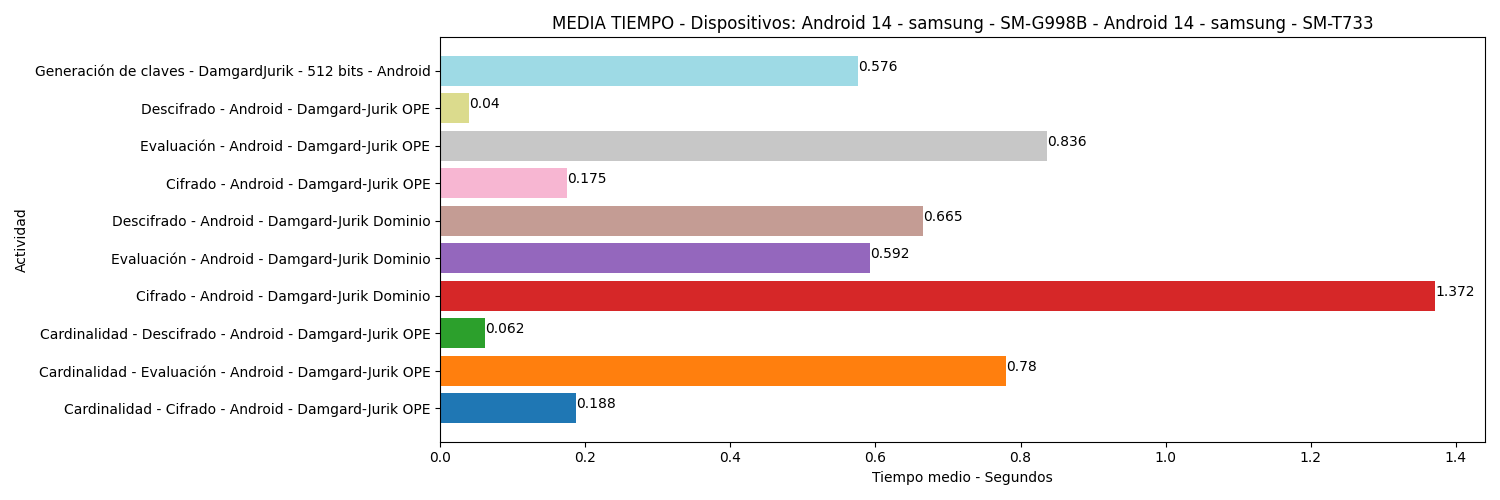 MEDIA TIEMPO - Dispositivos: Android 14 - samsung - SM-G998B - Android 14 - samsung - SM-T733
Generación de claves - DamgardJurik - 512 bits - Android 0.576
Descifrado - Android - Damgard-Jurik OPE 0.04
Evaluación - Android - Damgard-Jurik OPE 0.836
Cifrado - Android - Damgard-Jurik OPE 0.175
Descifrado - Android - Damgard-Jurik Dominio 0.665
Evaluación - Android - Damgard-Jurik Dominio 0.592
Cifrado - Android - Damgard-Jurik Dominio 1.372
Cardinalidad - Descifrado - Android - Damgard-Jurik OPE 0.062
Cardinalidad - Evaluación - Android - Damgard-Jurik OPE 0.78
Cardinalidad - Cifrado - Android - Damgard-Jurik OPE 0.188
Actividad
0.0 0.2 0.4 0.6 0.8 1.0 1.2 1.4
Tiempo medio - Segundos